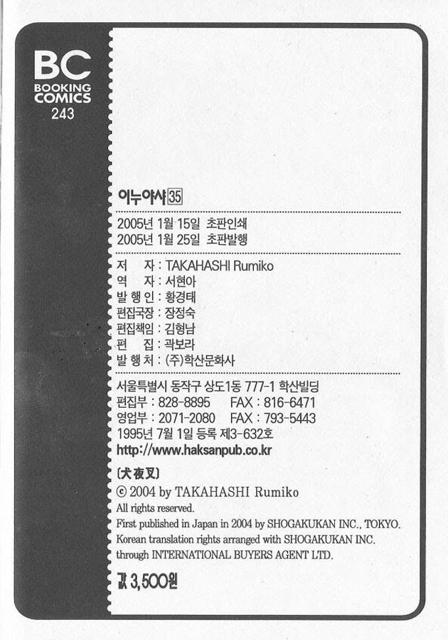 BC
BOOKING
COMICS
243
이누야샤 35
2005년 1월 15일 초판인쇄
2005년 1월 25일 초판발행
저 자 : TAKAHASHI Rumiko
역 자 : 서현아
발 행 인 : 황경태
편집국장 : 장정숙
편집책임 : 김형남
편 집 : 곽보라
발 행 처 : (주)학산문화사
서울특별시 동작구 상도1동 777-1 학산빌딩
편집부 : 828-8895 FAX : 816-6471
영업부 : 2071-2080 FAX : 793-5443
1995년 7월 1일 등록 제3-632호
http://www.haksanpub.co.kr
(犬夜叉)
ⓒ 2004 by TAKAHASHI Rumiko
All rights reserved.
First published in Japan in 2004 by SHOGAKUKAN INC., TOKYO.
Korean translation rights arranged with SHOGAKUKAN INC.
through INTERNATIONAL BUYERS AGENT LTD.
값 3,500원